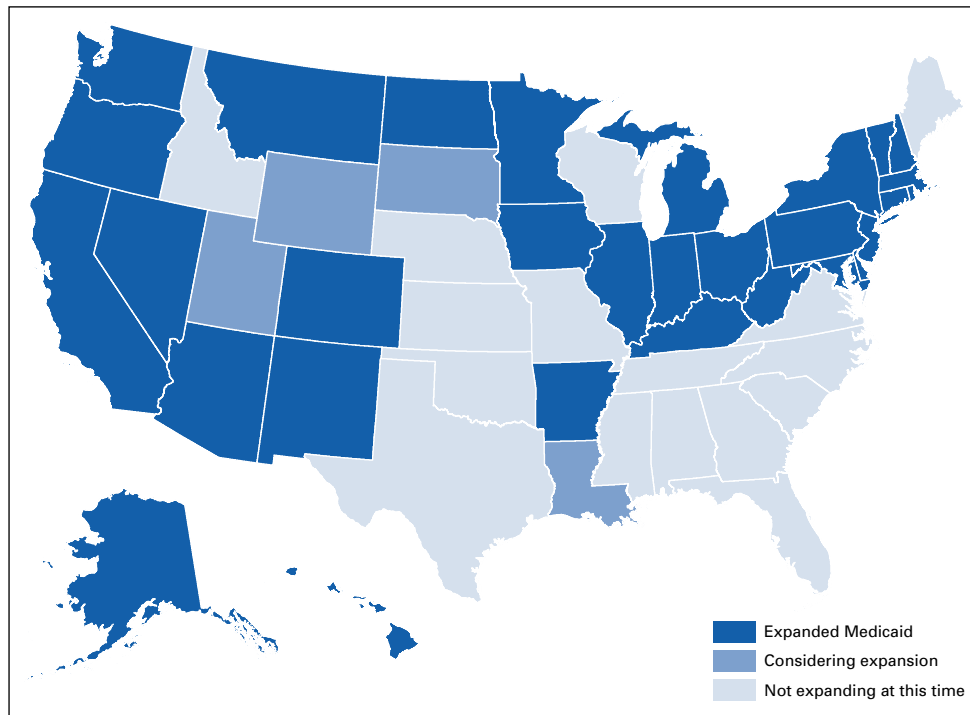 Expanded Medicaid
Considering expansion
Not expanding at this time